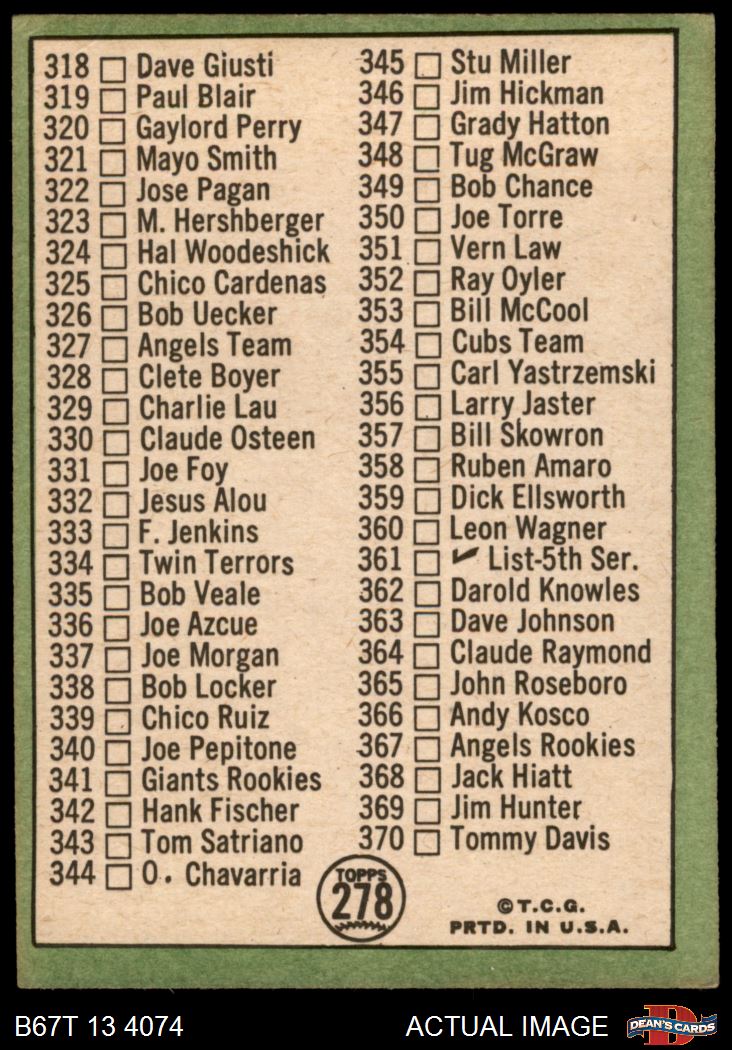 318 Dave Giusti
319 Paul Blair
320 Gaylord Perry
321 Mayo Smith
322 Jose Pagan
323 M. Hershberger
324 Hal Woodeshick
325 Chico Cardenas
326 Bob Uecker
327 Angels Team
328 Clete Boyer
329 Charlie Lau
330 Claude Osteen
331 Joe Foy
332 Jesus Alou
333 F. Jenkins
334 Twin Terrors
335 Bob Veale
336 Joe Azcue
337 Joe Morgan
338 Bob Locker
339 Chico Ruiz
340 Joe Pepitone
341 Giants Rookies
342 Hank Fischer
343 Tom Satriano
344 O. Chavarria
345 Stu Miller
346 Jim Hickman
347 Grady Hatton
348 Tug McGraw
349 Bob Chance
350 Joe Torre
351 Vern Law
352 Ray Oyler
353 Bill McCool
354 Cubs Team
355 Carl Yastrzemski
356 Larry Jaster
357 Bill Skowron
358 Ruben Amaro
359 Dick Ellsworth
360 Leon Wagner
361 List-5th Ser.
362 Darold Knowles
363 Dave Johnson
364 Claude Raymond
365 John Roseboro
366 Andy Kosco
367 Angels Rookies
368 Jack Hiatt
369 Jim Hunter
370 Tommy Davis
TOPPS
278
©T.C.G.
PRTD. IN U.S.A.
B67T 13 4074
ACTUAL IMAGE
DEAN'S CARDS